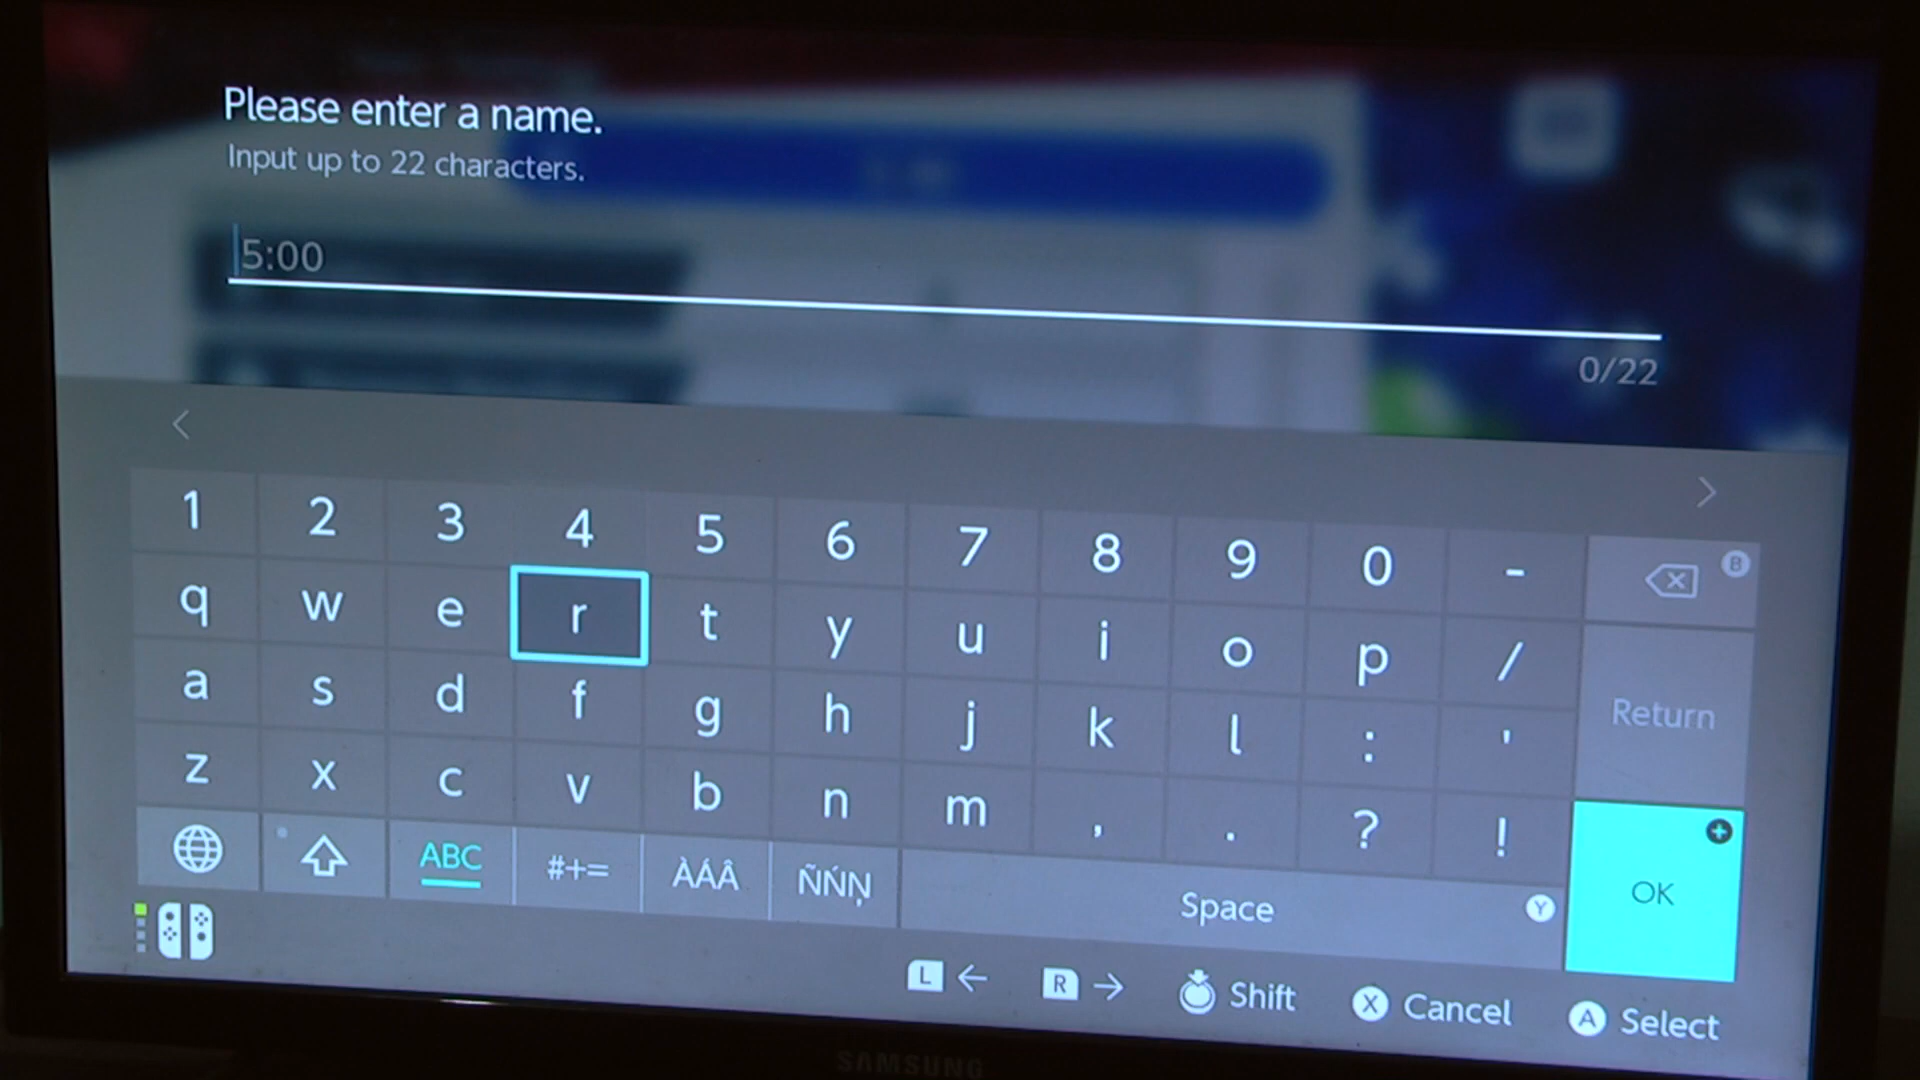 Please enter a name.
Input up to 22 characters.
5:00
0/22
1 2 3 4 5 6 7 8 9 0 -
B
q w e r t y u i o p /
a s d f g h j k l : '
Return
z x c v b n m , . ? !
ABC #+= ÀÁÂ ÑŃŅ Space Y
+
OK
L ← R → Shift X Cancel A Select
SAMSUNG